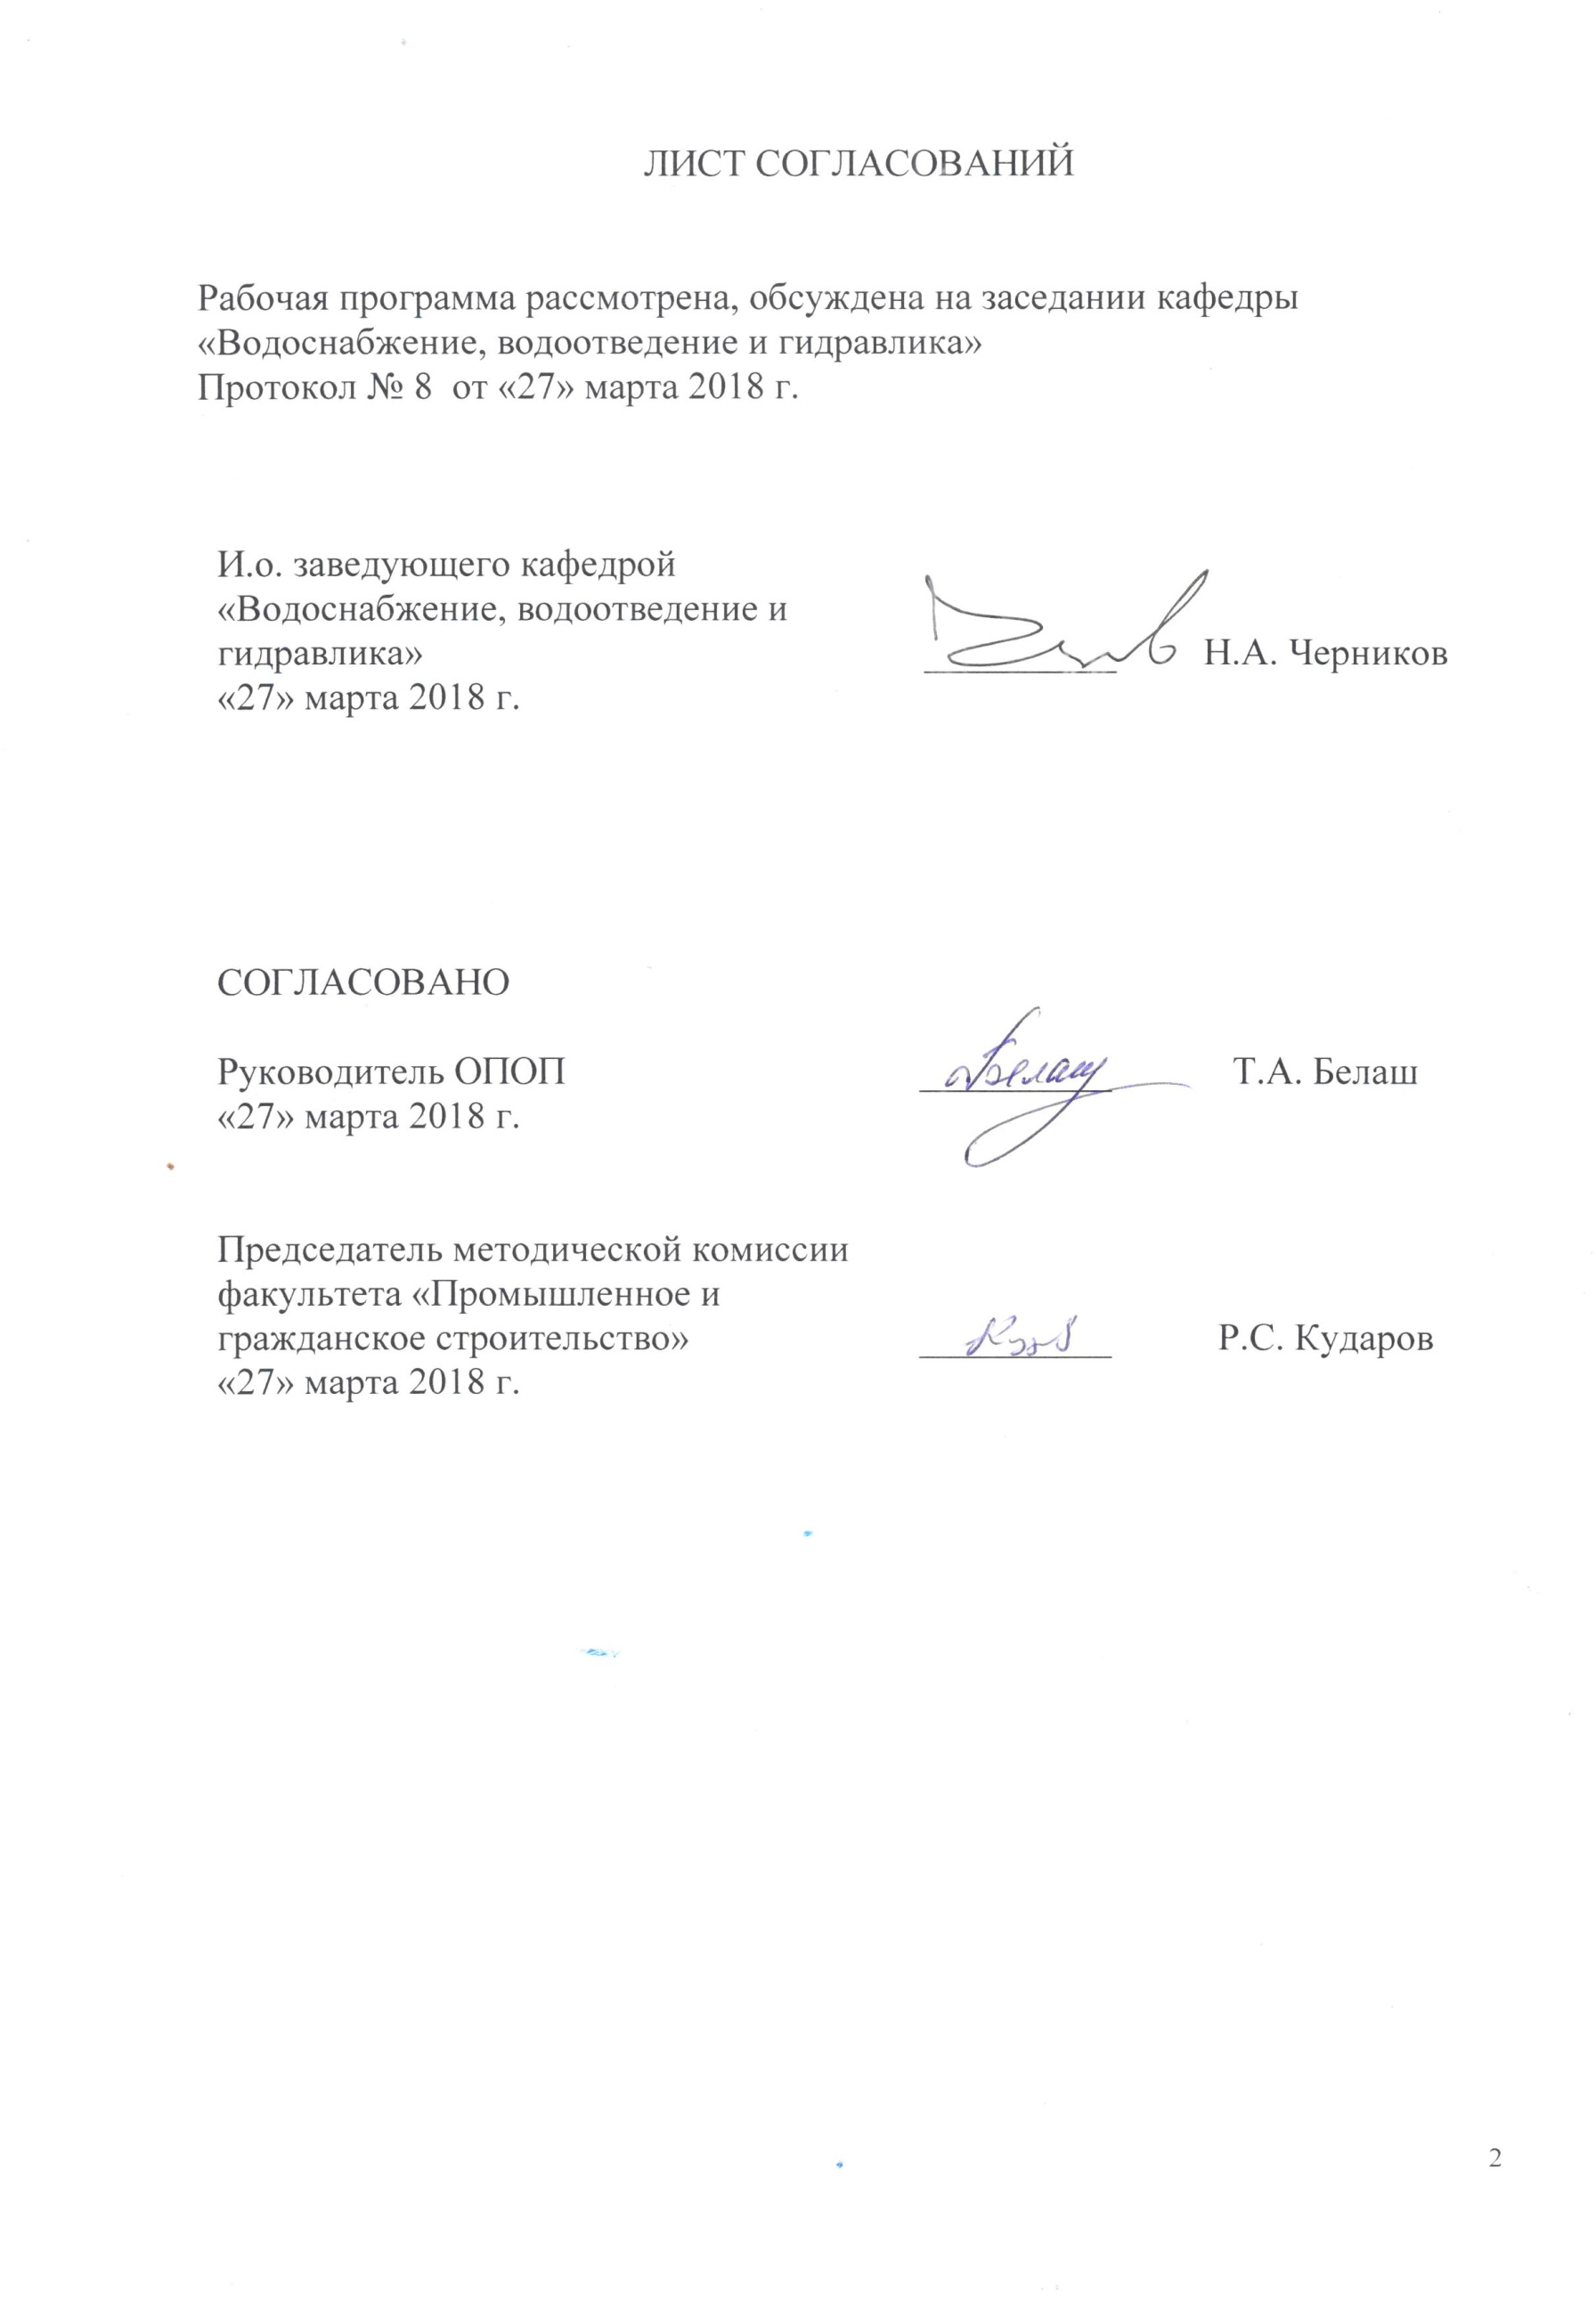 ЛИСТ СОГЛАСОВАНИЙ
Рабочая программа рассмотрена, обсуждена на заседании кафедры
«Водоснабжение, водоотведение и гидравлика»
Протокол № 8 от «27» марта 2018 г.
И.о. заведующего кафедрой
«Водоснабжение, водоотведение и
гидравлика» Н.А. Черников
«27» марта 2018 г.
СОГЛАСОВАНО
Руководитель ОПОП Т.А. Белаш
«27» марта 2018 г.
Председатель методической комиссии
факультета «Промышленное и
гражданское строительство» Р.С. Кударов
«27» марта 2018 г.
2